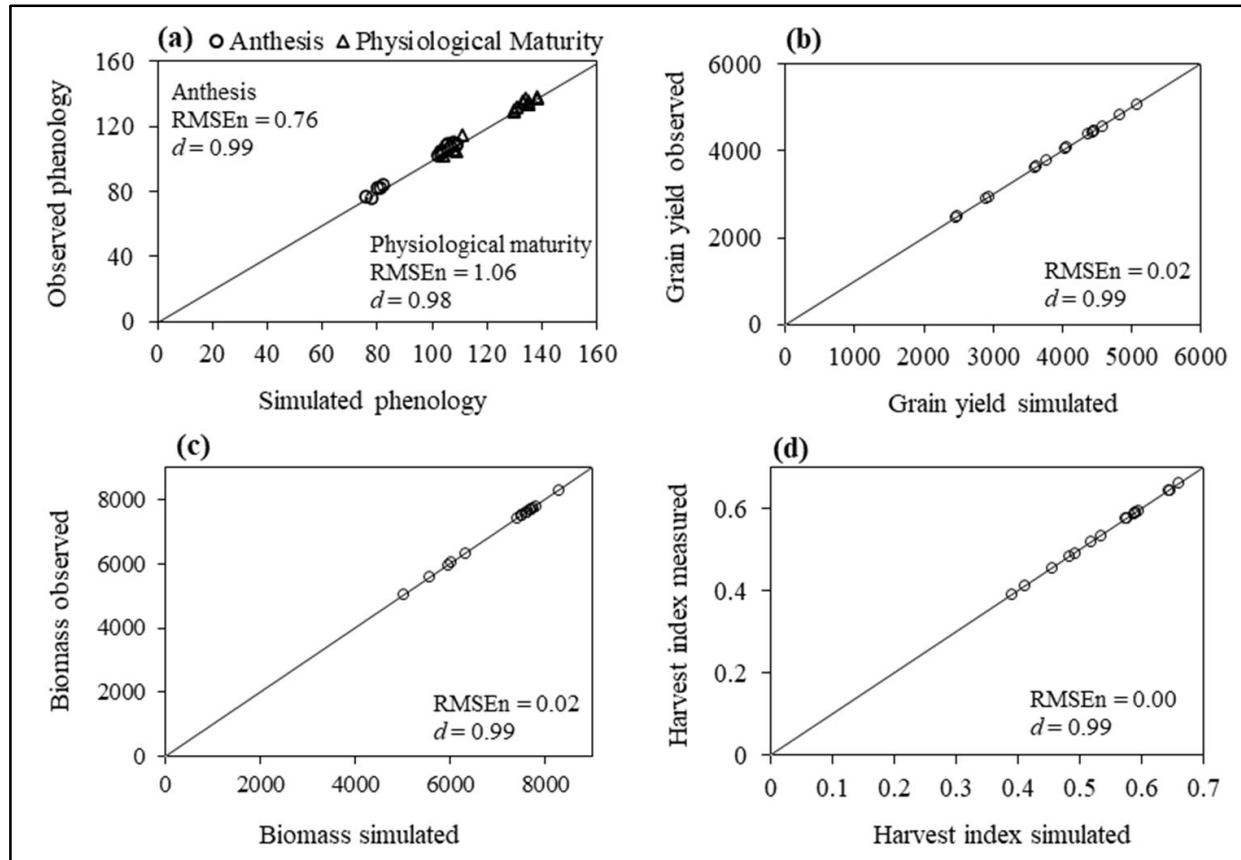 (a) Anthesis Physiological Maturity
160
120
80
40
0
Observed phenology
Anthesis
RMSEn = 0.76
d = 0.99
Physiological maturity
RMSEn = 1.06
d = 0.98
0 20 40 60 80 100 120 140 160
Simulated phenology
(b)
6000
4000
2000
0
Grain yield observed
RMSEn = 0.02
d = 0.99
0 1000 2000 3000 4000 5000 6000
Grain yield simulated
(c)
8000
6000
4000
2000
0
Biomass observed
RMSEn = 0.02
d = 0.99
0 2000 4000 6000 8000
Biomass simulated
(d)
0.6
0.4
0.2
0
Harvest index measured
RMSEn = 0.00
d = 0.99
0 0.1 0.2 0.3 0.4 0.5 0.6 0.7
Harvest index simulated